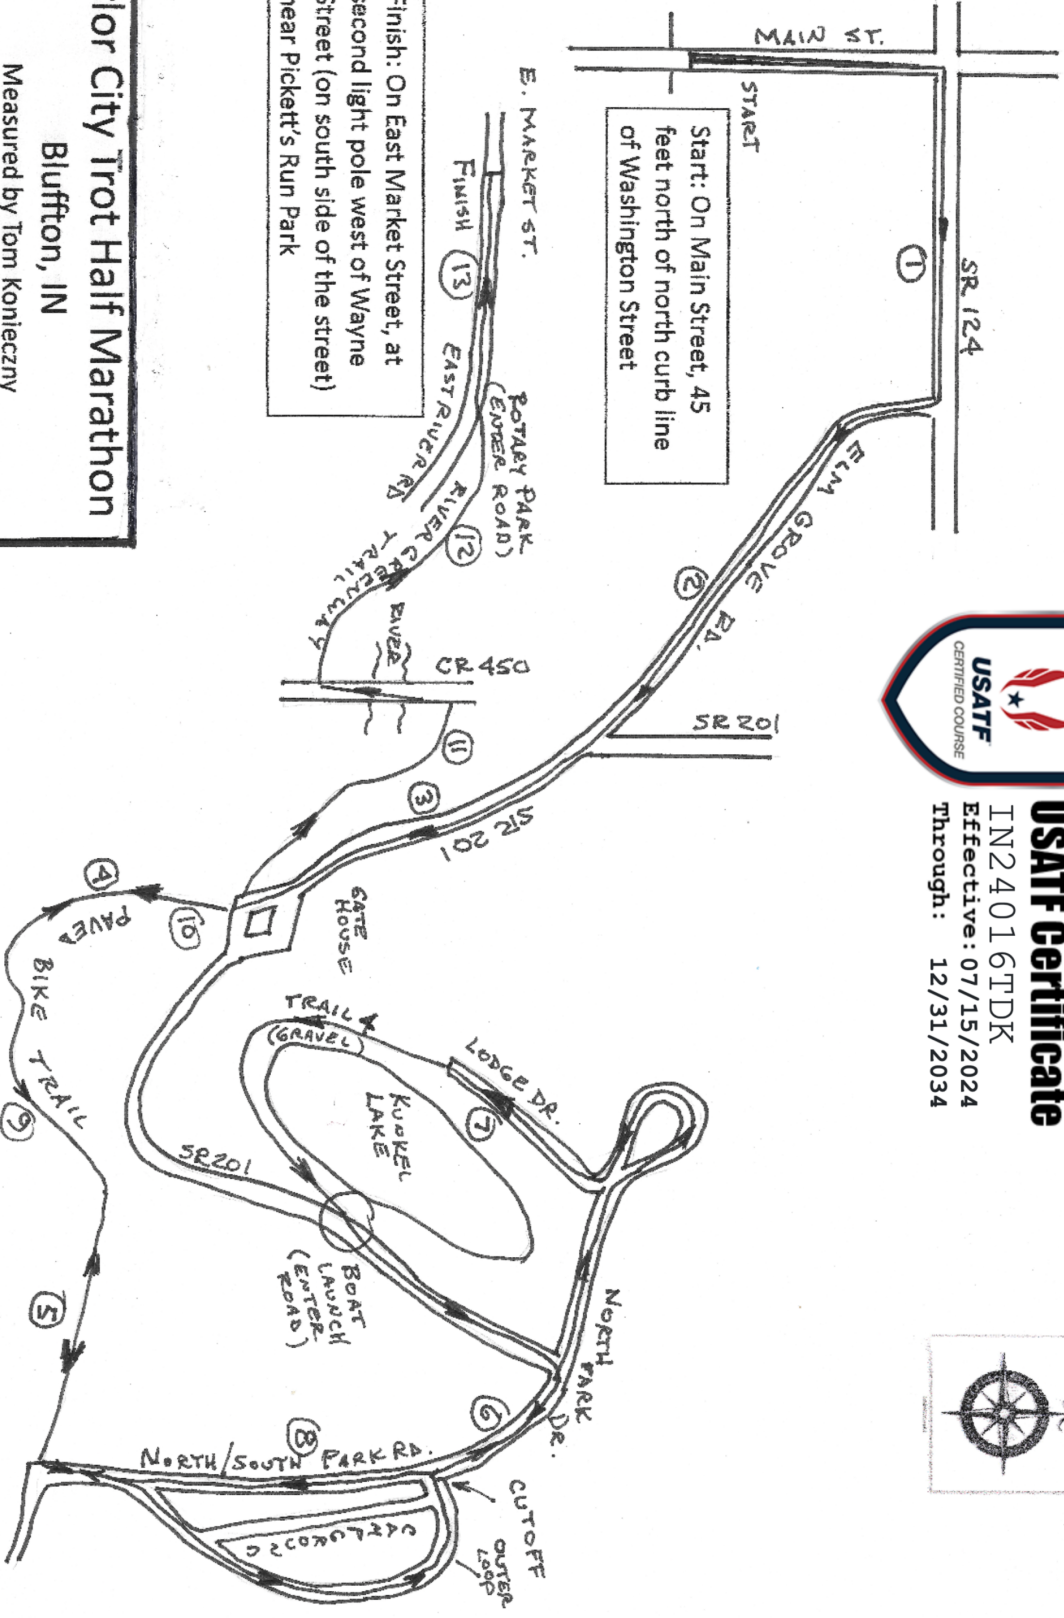 USATF Certificate
IN24016TDK
Effective: 07/15/2024
Through: 12/31/2034
USATF
CERTIFIED COURSE
MAIN ST.
START
SR 124
1
Start: On Main Street, 45
feet north of north curb line
of Washington Street
ELM GROVE RD.
2
SR 201
3
SR 201
E. MARKET ST.
FINISH
13
EAST RIVER RD
ROTARY PARK
(ENTER ROAD)
12
RIVER GREENWAY
TRAIL
RIVER
CR 450
11
Finish: On East Market Street, at
second light pole west of Wayne
Street (on south side of the street)
near Pickett's Run Park
GATE
HOUSE
4
10
PAVED
BIKE TRAIL
9
5
TRAIL 4
(GRAVEL)
KUNKEL
LAKE
LODGE DR.
7
SR201
BOAT
LAUNCH
(ENTER
ROAD)
NORTH
PARK
DR.
6
8
NORTH/SOUTH PARK RD.
CUTOFF
OUTER
LOOP
CAMPGROUND
City Trot Half Marathon
Bluffton, IN
Measured by Tom Konieczny